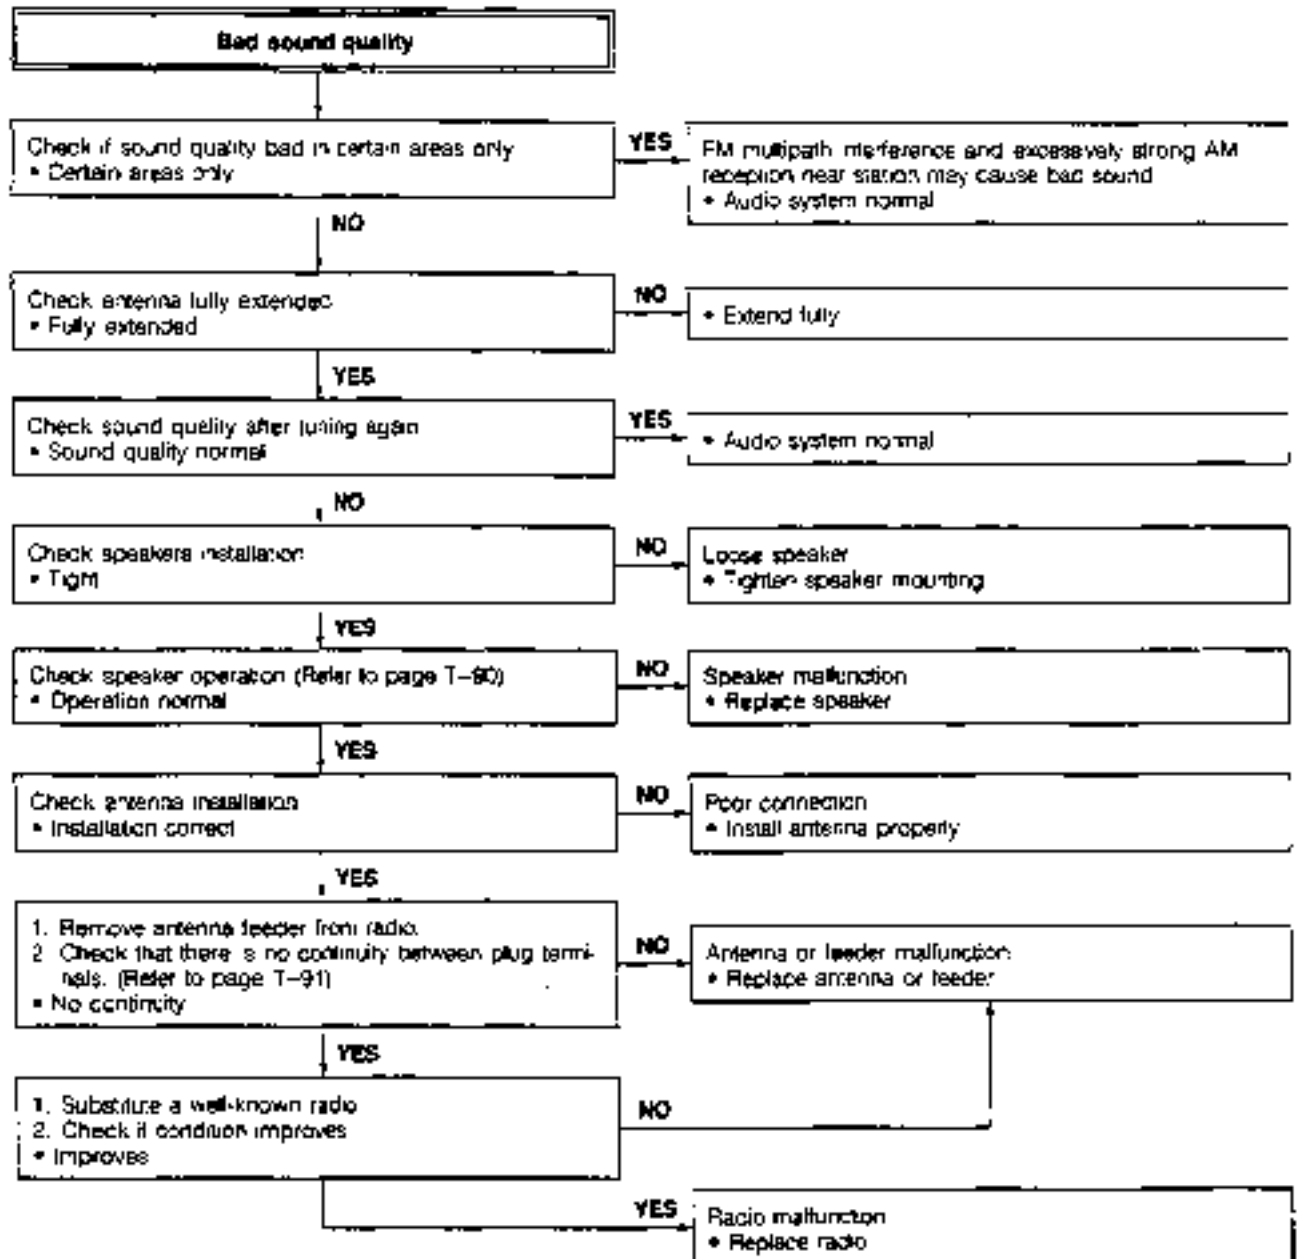 Bad sound quality
Check if sound quality bad in certain areas only
• Certain areas only
YES
FM multipath interference and excessively strong AM
reception near station may cause bad sound
• Audio system normal
NO
Check antenna fully extended
• Fully extended
NO
• Extend fully
YES
Check sound quality after tuning again
• Sound quality normal
YES
• Audio system normal
NO
Check speakers installation
• Tight
NO
Loose speaker
• Tighten speaker mounting
YES
Check speaker operation (Refer to page T–90)
• Operation normal
NO
Speaker malfunction
• Replace speaker
YES
Check antenna installation
• Installation correct
NO
Poor connection
• Install antenna properly
YES
1. Remove antenna feeder from radio.
2. Check that there is no continuity between plug termi-
nals. (Refer to page T–91)
• No continuity
NO
Antenna or feeder malfunction
• Replace antenna or feeder
YES
1. Substitute a well-known radio
2. Check if condition improves
• Improves
NO
YES
Radio malfunction
• Replace radio